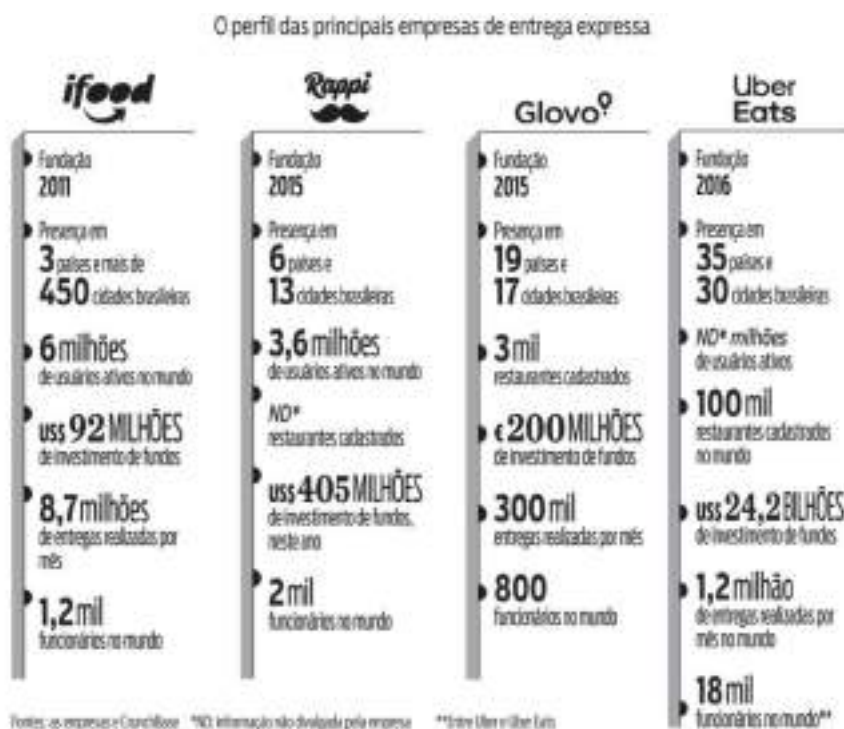 O perfil das principais empresas de entrega expressa
ifood
Fundação
2011
Presença em
3 países e mais de
450 cidades brasileiras
6 milhões
de usuários ativos no mundo
US$ 92 MILHÕES
de investimento de fundos
8,7 milhões
de entregas realizadas por
mês
1,2 mil
funcionários no mundo
Rappi
Fundação
2015
Presença em
6 países e
13 cidades brasileiras
3,6 milhões
de usuários ativos no mundo
ND*
restaurantes cadastrados
US$ 405 MILHÕES
de investimento de fundos,
neste ano
2 mil
funcionários no mundo
Glovo
Fundação
2015
Presença em
19 países e
17 cidades brasileiras
3 mil
restaurantes cadastrados
€ 200 MILHÕES
de investimento de fundos
300 mil
entregas realizadas por mês
800
funcionários no mundo
Uber
Eats
Fundação
2016
Presença em
35 países e
30 cidades brasileiras
ND* milhões
de usuários ativos
100 mil
restaurantes cadastrados
no mundo
US$ 24,2 BILHÕES
de investimento de fundos
1,2 milhão
de entregas realizadas por
mês no mundo
18 mil
funcionários no mundo**
Fontes: as empresas e CrunchBase *ND: informação não divulgada pela empresa **Entre Uber e Uber Eats